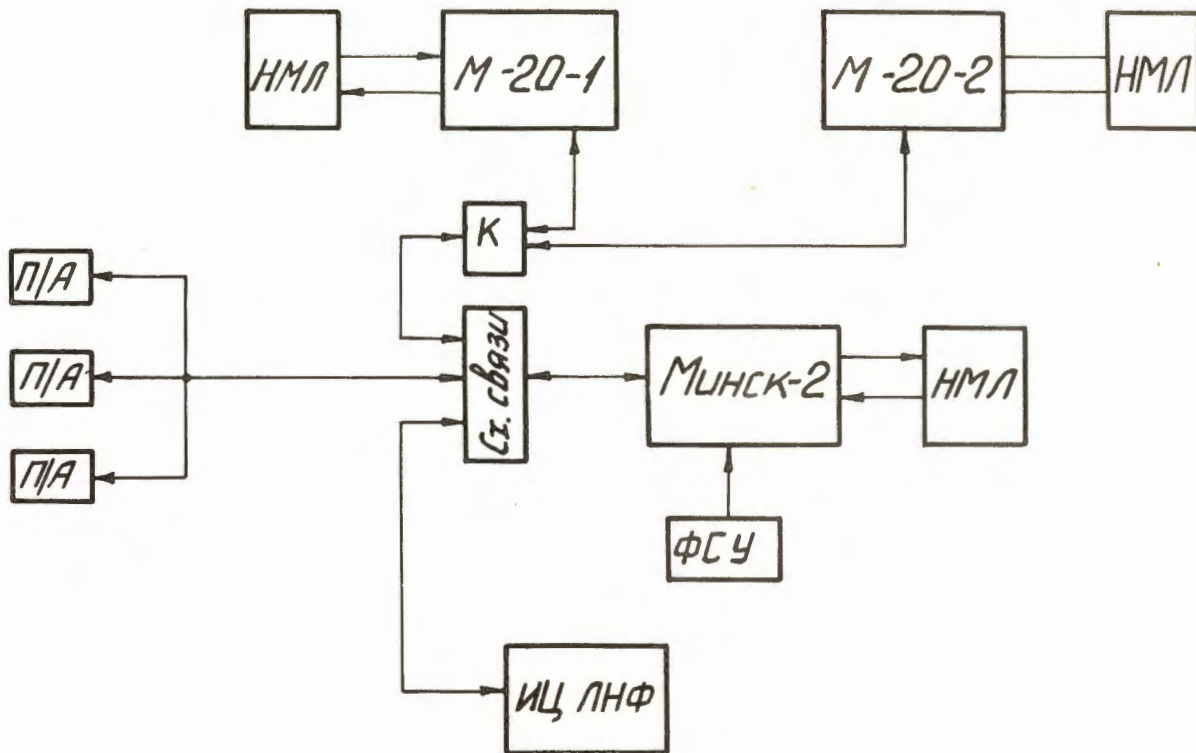 НМЛ
М-20-1
М-20-2
НМЛ
К
П/А
П/А
П/А
Сх. связи
Минск-2
НМЛ
ФСУ
ИЦ ЛНФ